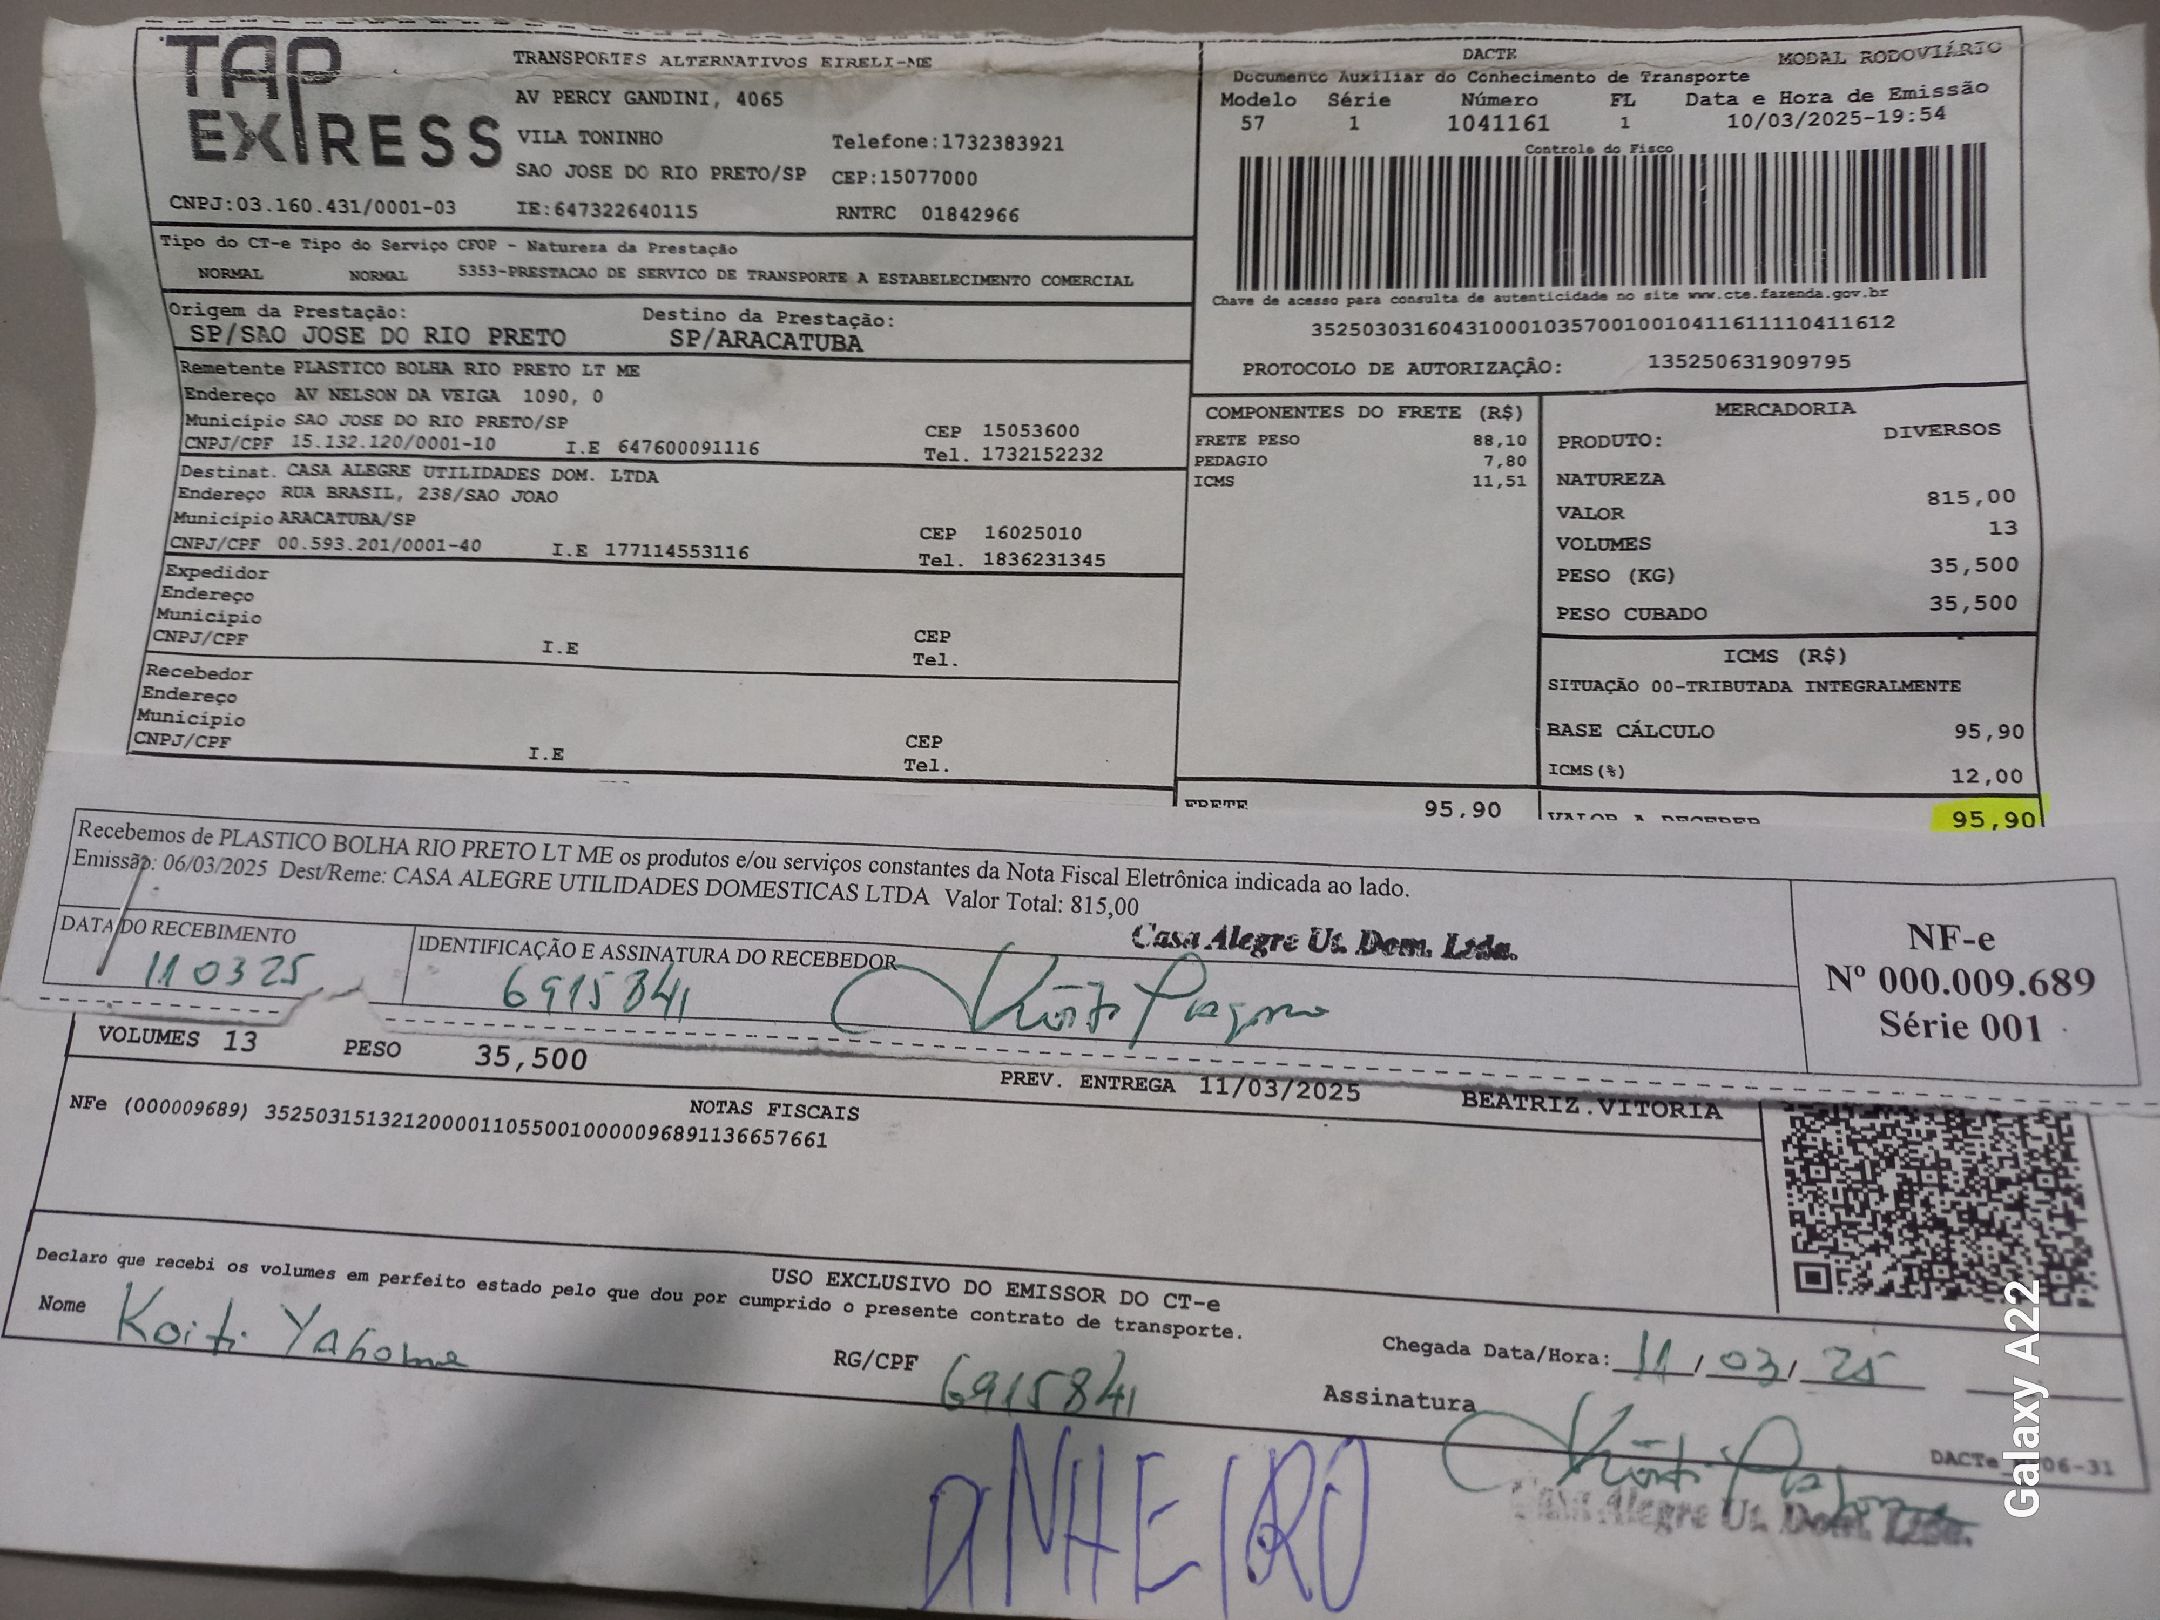 TAP EXPRESS
TRANSPORTES ALTERNATIVOS EIRELI-ME
AV PERCY GANDINI, 4065
VILA TONINHO Telefone:1732383921
SAO JOSE DO RIO PRETO/SP CEP:15077000
CNPJ:03.160.431/0001-03 IE:647322640115 RNTRC 01842966
DACTE MODAL RODOVIÁRIO
Documento Auxiliar do Conhecimento de Transporte
Modelo Série Número FL Data e Hora de Emissão
57 1 1041161 1 10/03/2025-19:54
Controle do Fisco
Chave de acesso para consulta de autenticidade no site www.cte.fazenda.gov.br
35250303160431000103570010010411611110411612
PROTOCOLO DE AUTORIZAÇÃO: 135250631909795
Tipo do CT-e Tipo do Serviço CFOP - Natureza da Prestação
NORMAL NORMAL 5353-PRESTACAO DE SERVICO DE TRANSPORTE A ESTABELECIMENTO COMERCIAL
Origem da Prestação: Destino da Prestação:
SP/SAO JOSE DO RIO PRETO SP/ARACATUBA
Remetente PLASTICO BOLHA RIO PRETO LT ME
Endereço AV NELSON DA VEIGA 1090, 0
Município SAO JOSE DO RIO PRETO/SP CEP 15053600
CNPJ/CPF 15.132.120/0001-10 I.E 647600091116 Tel. 1732152232
Destinat. CASA ALEGRE UTILIDADES DOM. LTDA
Endereço RUA BRASIL, 238/SAO JOAO
Município ARACATUBA/SP CEP 16025010
CNPJ/CPF 00.593.201/0001-40 I.E 177114553116 Tel. 1836231345
Expedidor
Endereço
Município CEP
CNPJ/CPF I.E Tel.
Recebedor
Endereço
Município CEP
CNPJ/CPF I.E Tel.
COMPONENTES DO FRETE (R$)
FRETE PESO 88,10
PEDAGIO 7,80
ICMS 11,51
FRETE 95,90
MERCADORIA
PRODUTO: DIVERSOS
NATUREZA
VALOR 815,00
VOLUMES 13
PESO (KG) 35,500
PESO CUBADO 35,500
ICMS (R$)
SITUAÇÃO 00-TRIBUTADA INTEGRALMENTE
BASE CÁLCULO 95,90
ICMS(%) 12,00
VALOR A RECEBER 95,90
Recebemos de PLASTICO BOLHA RIO PRETO LT ME os produtos e/ou serviços constantes da Nota Fiscal Eletrônica indicada ao lado.
Emissão: 06/03/2025 Dest/Reme: CASA ALEGRE UTILIDADES DOMESTICAS LTDA Valor Total: 815,00
DATA DO RECEBIMENTO IDENTIFICAÇÃO E ASSINATURA DO RECEBEDOR Casa Alegre Ut. Dom. Ltda.
11 03 25 6915841
NF-e
Nº 000.009.689
Série 001
VOLUMES 13 PESO 35,500 PREV. ENTREGA 11/03/2025 BEATRIZ.VITORIA
NOTAS FISCAIS
NFe (000009689) 35250315132120000110550010000096891136657661
USO EXCLUSIVO DO EMISSOR DO CT-e
Declaro que recebi os volumes em perfeito estado pelo que dou por cumprido o presente contrato de transporte.
Nome Koiti RG/CPF 6915841 Chegada Data/Hora: 11/03/25
Assinatura
Casa Alegre Ut. Dom. Ltda.
DINHEIRO
Galaxy A22